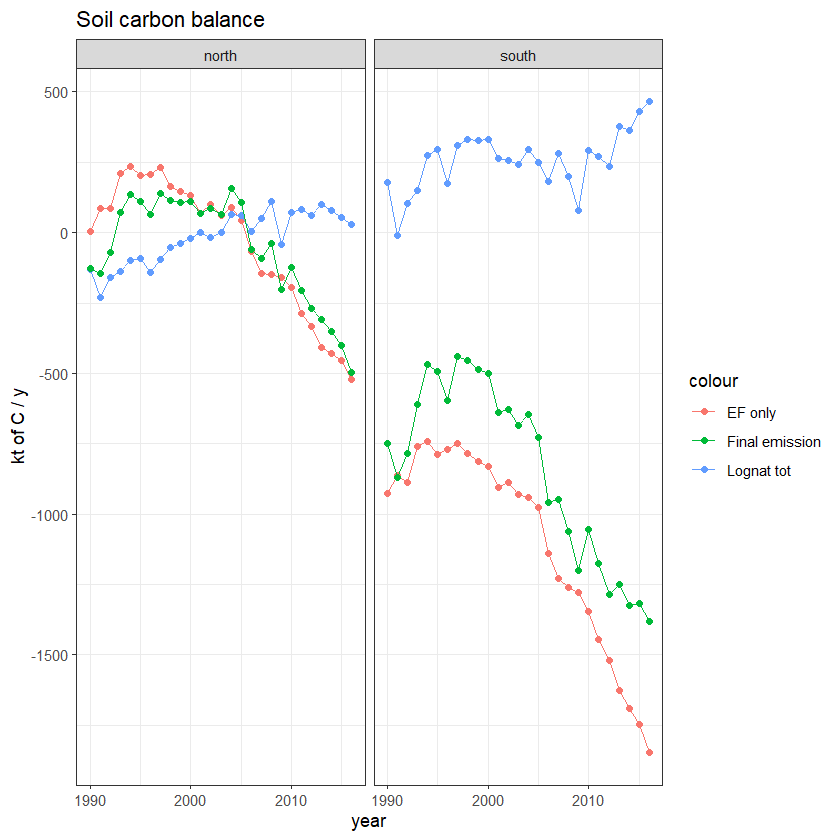 Soil carbon balance
north
south
kt of C / y
500
0
-500
-1000
-1500
1990
2000
2010
1990
2000
2010
year
colour
EF only
Final emission
Lognat tot